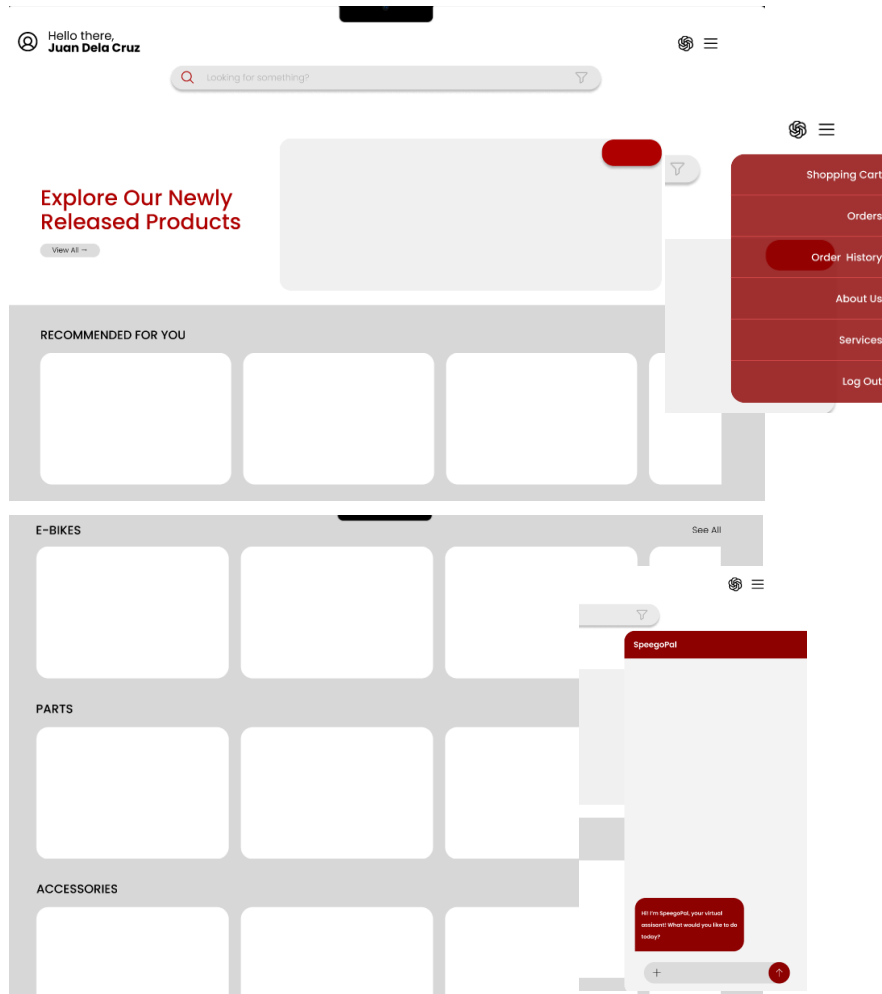 Hello there,
Juan Dela Cruz
Looking for something?
Explore Our Newly
Released Products
View All →
Shopping Cart
Orders
Order History
About Us
Services
Log Out
RECOMMENDED FOR YOU
E-BIKES
See All
PARTS
ACCESSORIES
SpeegoPal
Hi! I'm SpeegoPal, your virtual
assisant! What would you like to do
today?